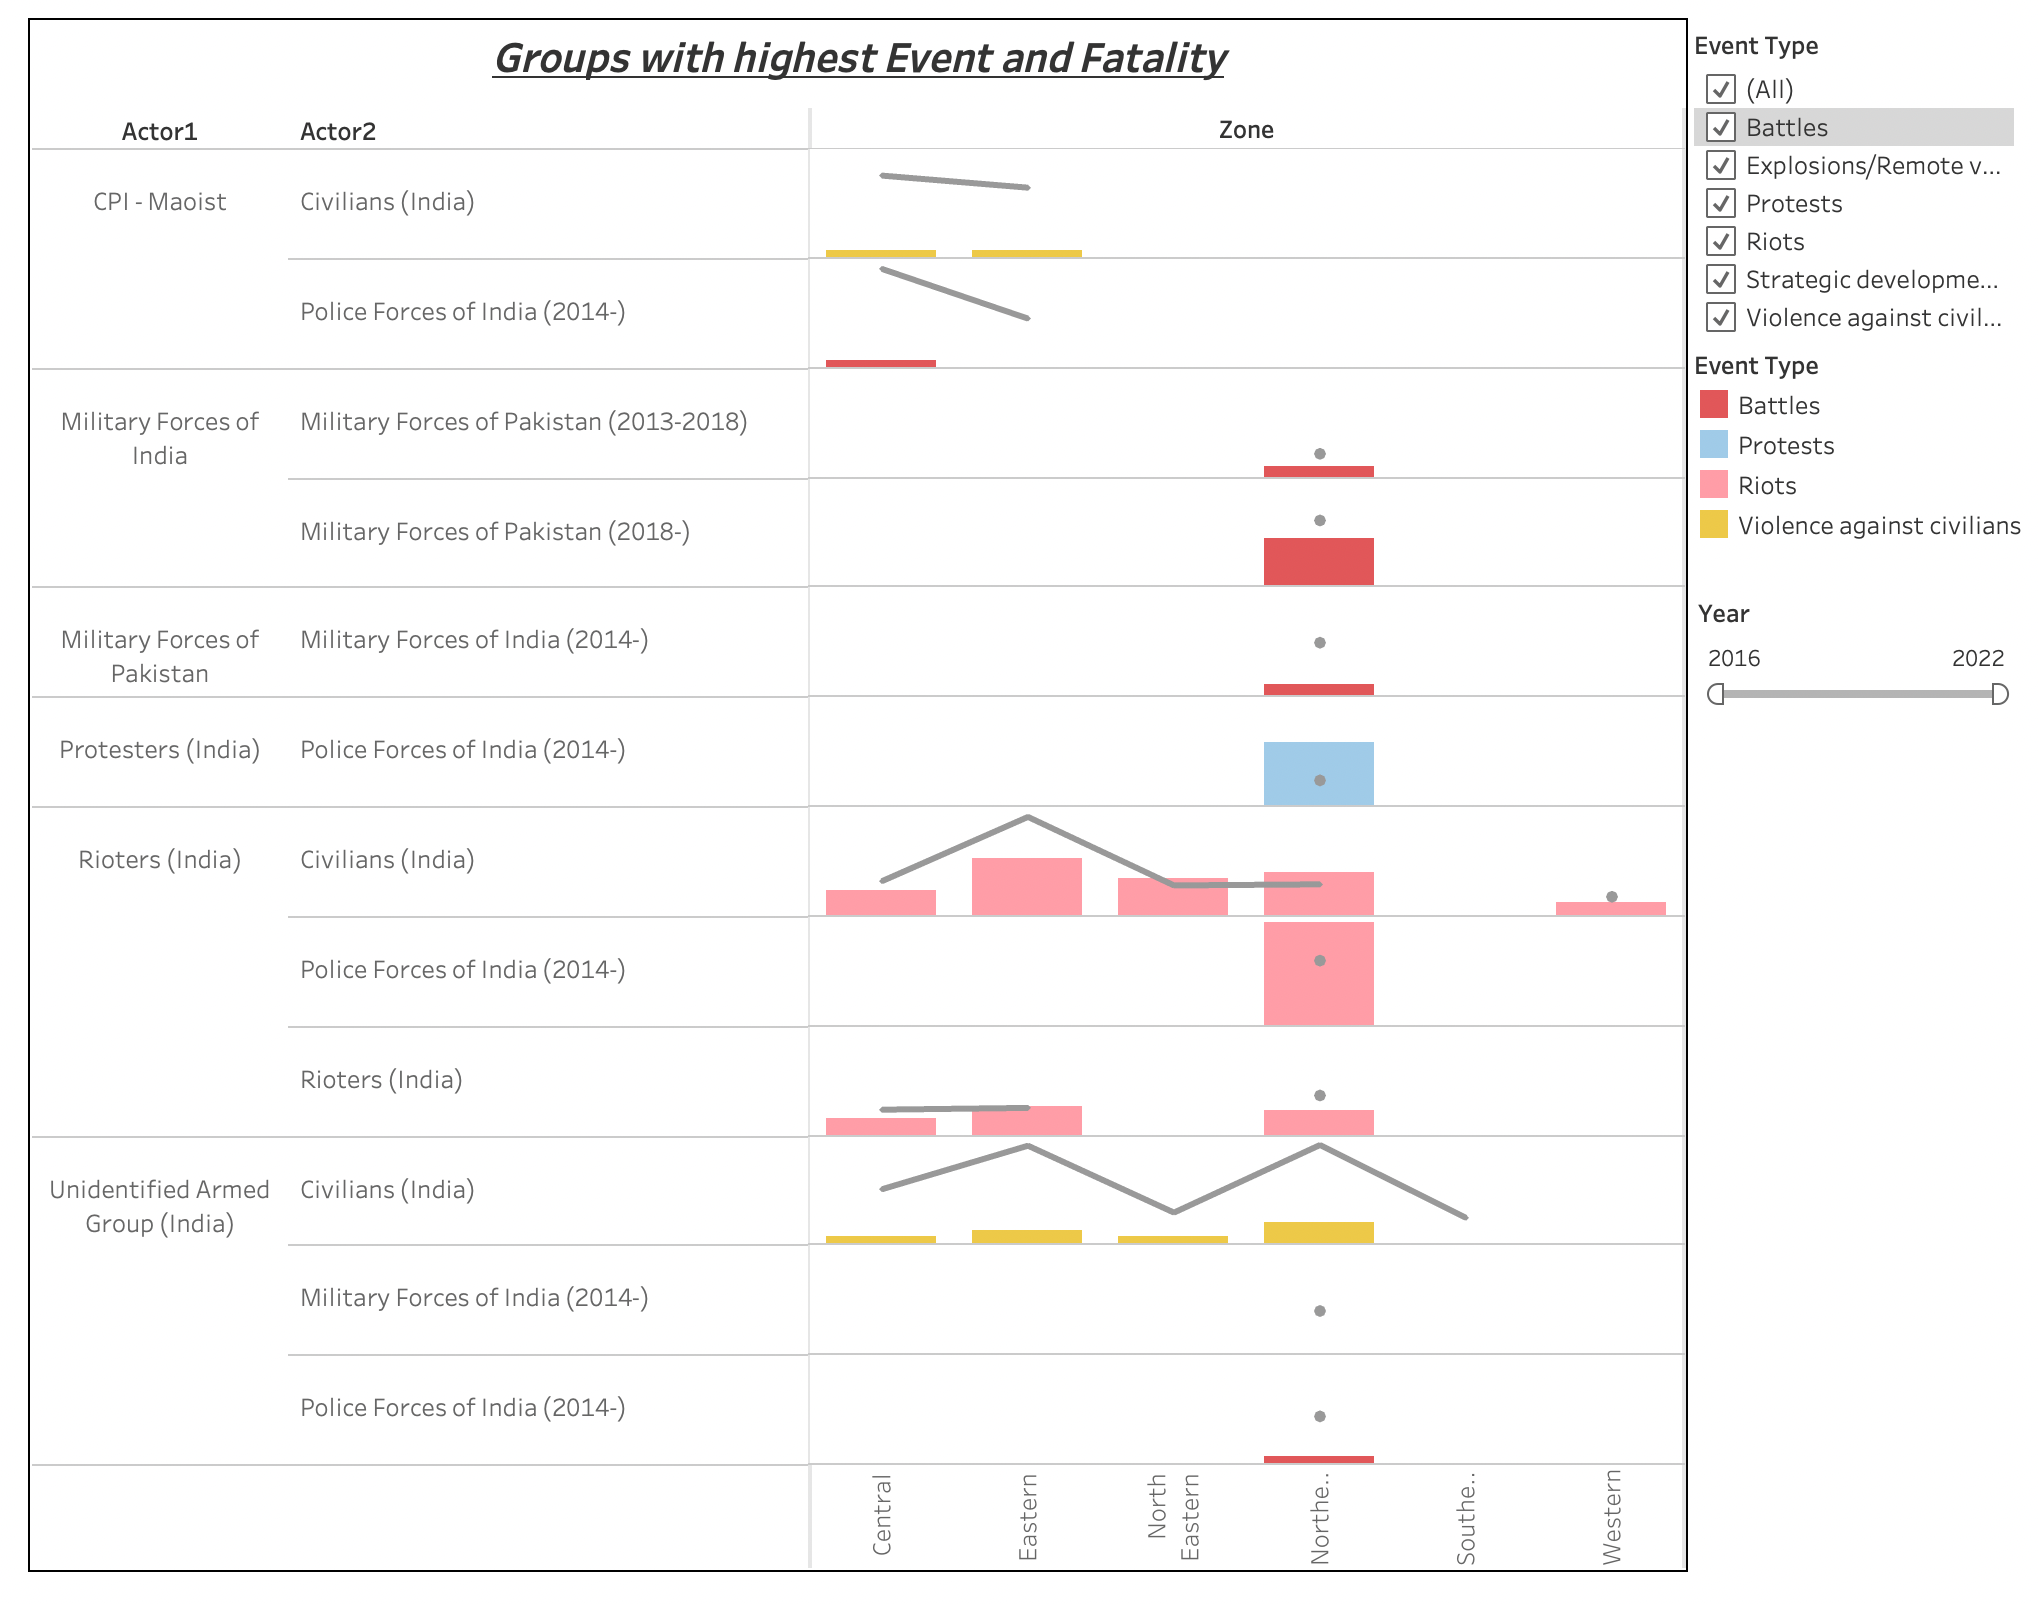 Groups with highest Event and Fatality
Actor1
Actor2
Zone
CPI - Maoist
Civilians (India)
Police Forces of India (2014-)
Military Forces of
India
Military Forces of Pakistan (2013-2018)
Military Forces of Pakistan (2018-)
Military Forces of
Pakistan
Military Forces of India (2014-)
Protesters (India)
Police Forces of India (2014-)
Rioters (India)
Civilians (India)
Police Forces of India (2014-)
Rioters (India)
Unidentified Armed
Group (India)
Civilians (India)
Military Forces of India (2014-)
Police Forces of India (2014-)
Central
Eastern
North
Eastern
Northe..
Southe..
Western
Event Type
(All)
Battles
Explosions/Remote v...
Protests
Riots
Strategic developme...
Violence against civil...
Event Type
Battles
Protests
Riots
Violence against civilians
Year
2016
2022